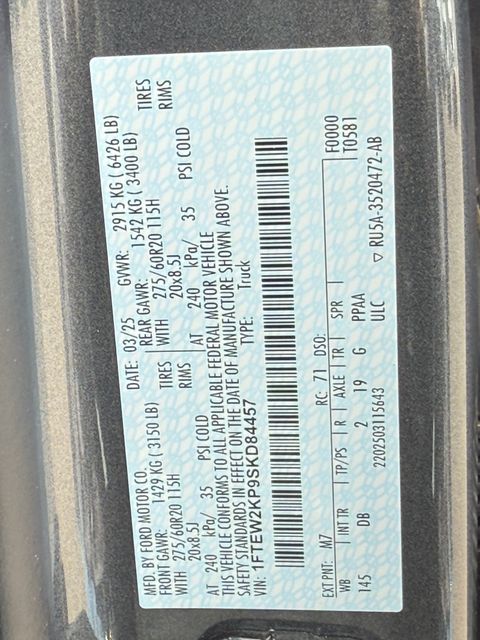 MFD. BY FORD MOTOR CO.
DATE: 03/25 GVWR: 2915 KG ( 6426 LB)
FRONT GAWR: 1429 KG ( 3150 LB)
REAR GAWR: 1542 KG ( 3400 LB)
WITH 275/60R20 115H TIRES
WITH 275/60R20 115H TIRES
20x8.5J RIMS
20x8.5J RIMS
AT 240 kPa/ 35 PSI COLD
AT 240 kPa/ 35 PSI COLD
THIS VEHICLE CONFORMS TO ALL APPLICABLE FEDERAL MOTOR VEHICLE
SAFETY STANDARDS IN EFFECT ON THE DATE OF MANUFACTURE SHOWN ABOVE.
VIN: 1FTEW2KP9SKD84457
TYPE: Truck
EXT PNT: M7 RC: 71 DSO: F0000
WB INT TR TP/PS R AXLE TR SPR T0581
145 DB 2 19 G PPAA
2202503115643 ULC ▽ RU5A-3520472-AB